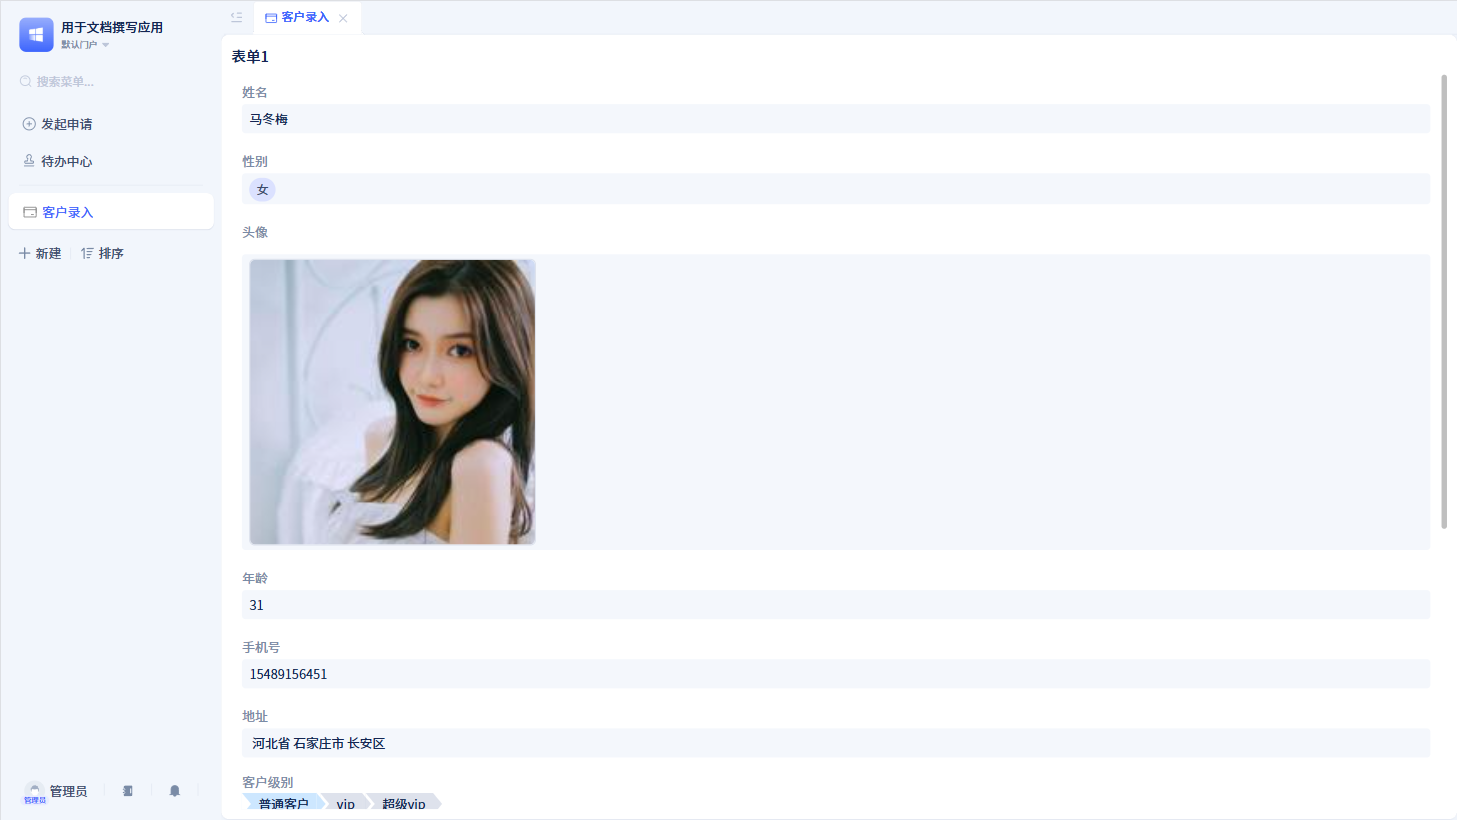 用于文档撰写应用
默认门户
搜索菜单...
发起申请
待办中心
客户录入
新建
排序
管理员
管理员
客户录入
表单1
姓名
马冬梅
性别
女
头像
年龄
31
手机号
15489156451
地址
河北省 石家庄市 长安区
客户级别
普通客户 vip 超级vip